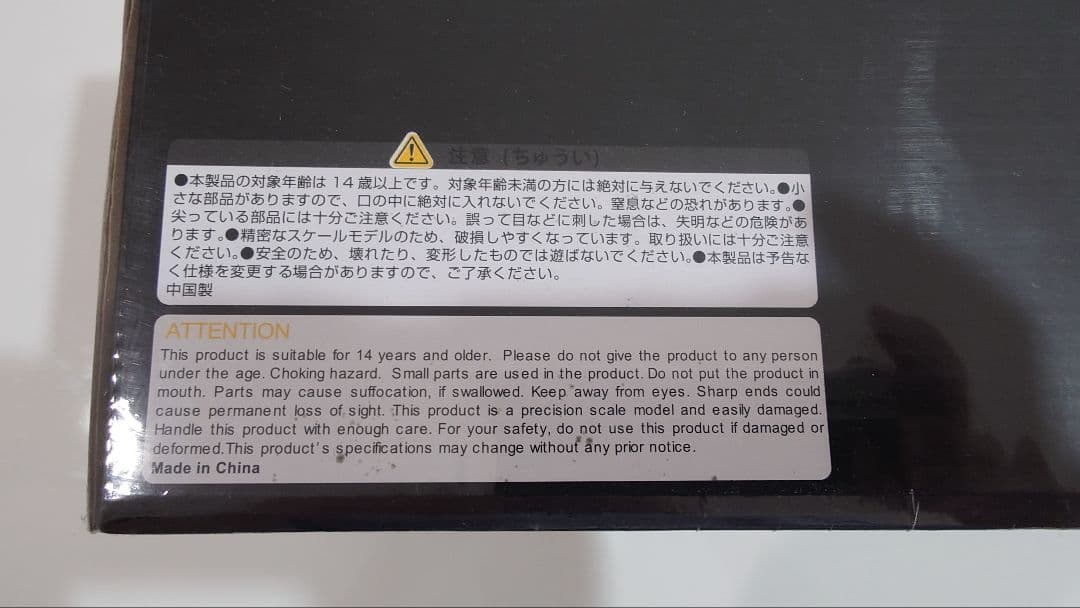 注意 (ちゅうい)
●本製品の対象年齢は 14 歳以上です。対象年齢未満の方には絶対に与えないでください。●小
さな部品がありますので、口の中に絶対に入れないでください。窒息などの恐れがあります。●
尖っている部品には十分ご注意ください。誤って目などに刺した場合は、失明などの危険があ
ります。●精密なスケールモデルのため、破損しやすくなっています。取り扱いには十分ご注意
ください。●安全のため、壊れたり、変形したものでは遊ばないでください。●本製品は予告な
く仕様を変更する場合がありますので、ご了承ください。
中国製
ATTENTION
This product is suitable for 14 years and older. Please do not give the product to any person
under the age. Choking hazard. Small parts are used in the product. Do not put the product in
mouth. Parts may cause suffocation, if swallowed. Keep away from eyes. Sharp ends could
cause permanent loss of sight. This product is a precision scale model and easily damaged.
Handle this product with enough care. For your safety, do not use this product if damaged or
deformed.This product's specifications may change without any prior notice.
Made in China